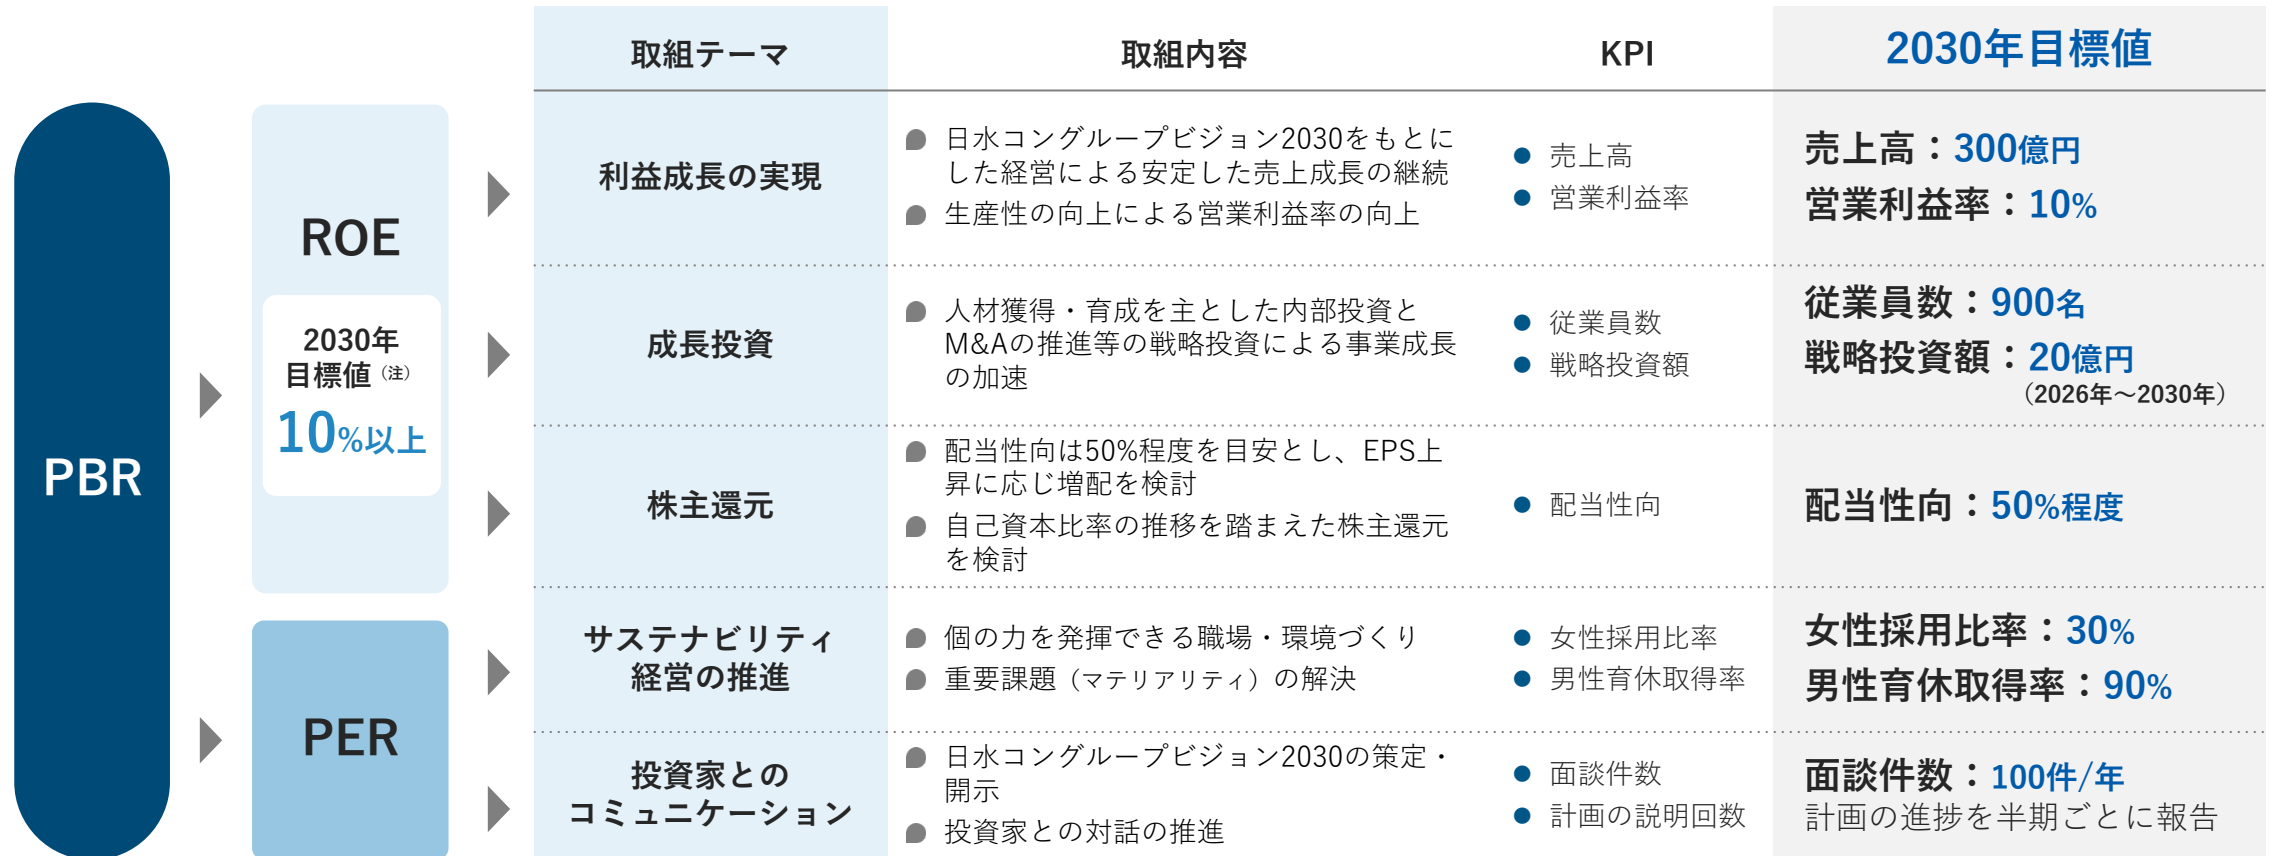 取組テーマ
取組内容
KPI
2030年目標値
PBR
ROE
2030年
目標値（注）
10%以上
PER
利益成長の実現
日水コングループビジョン2030をもとに
した経営による安定した売上成長の継続
生産性の向上による営業利益率の向上
売上高
営業利益率
売上高：300億円
営業利益率：10%
成長投資
人材獲得・育成を主とした内部投資と
M&Aの推進等の戦略投資による事業成長
の加速
従業員数
戦略投資額
従業員数：900名
戦略投資額：20億円
（2026年～2030年）
株主還元
配当性向は50%程度を目安とし、EPS上
昇に応じ増配を検討
自己資本比率の推移を踏まえた株主還元
を検討
配当性向
配当性向：50%程度
サステナビリティ
経営の推進
個の力を発揮できる職場・環境づくり
重要課題（マテリアリティ）の解決
女性採用比率
男性育休取得率
女性採用比率：30%
男性育休取得率：90%
投資家との
コミュニケーション
日水コングループビジョン2030の策定・
開示
投資家との対話の推進
面談件数
計画の説明回数
面談件数：100件/年
計画の進捗を半期ごとに報告